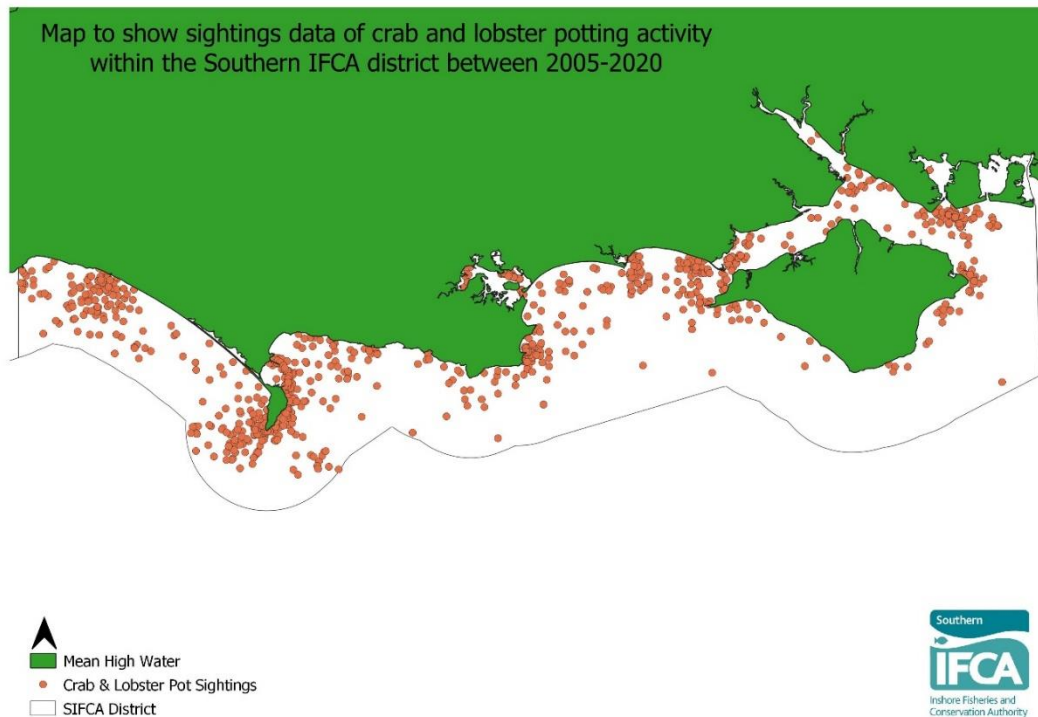 Map to show sightings data of crab and lobster potting activity
within the Southern IFCA district between 2005-2020
Mean High Water
Crab & Lobster Pot Sightings
SIFCA District
Southern
IFCA
Inshore Fisheries and
Conservation Authority